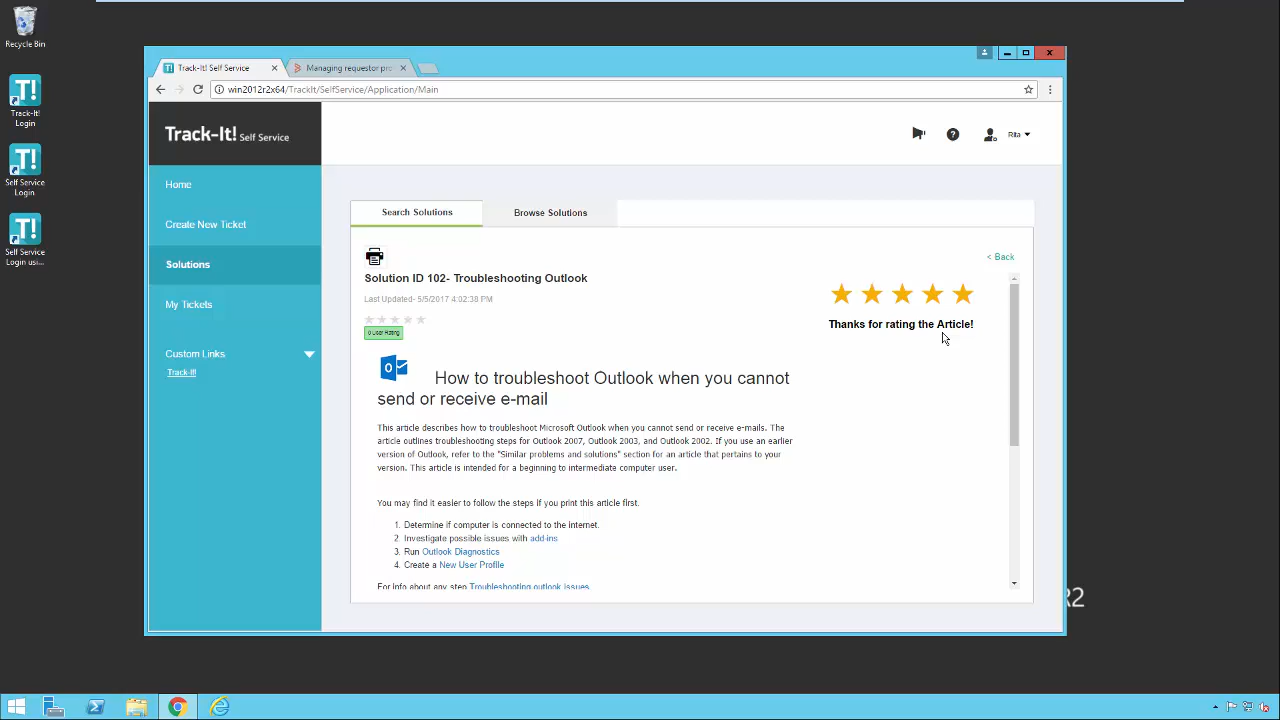 Recycle Bin
Track-It!
Login
Self Service
Login
Self Service
Login usi...
Track-It! Self Service
Managing requestor pro
win2012r2x64/TrackIt/SelfService/Application/Main
Track-It! Self Service
Rita
Home
Create New Ticket
Solutions
My Tickets
Custom Links
Track-It!
Search Solutions
Browse Solutions
< Back
Solution ID 102- Troubleshooting Outlook
Last Updated- 5/5/2017 4:02:38 PM
0 User Rating
Thanks for rating the Article!
How to troubleshoot Outlook when you cannot
send or receive e-mail
This article describes how to troubleshoot Microsoft Outlook when you cannot send or receive e-mails. The
article outlines troubleshooting steps for Outlook 2007, Outlook 2003, and Outlook 2002. If you use an earlier
version of Outlook, refer to the "Similar problems and solutions" section for an article that pertains to your
version. This article is intended for a beginning to intermediate computer user.
You may find it easier to follow the steps if you print this article first.
1. Determine if computer is connected to the internet.
2. Investigate possible issues with add-ins
3. Run Outlook Diagnostics
4. Create a New User Profile
For info about any step Troubleshooting outlook issues
R2